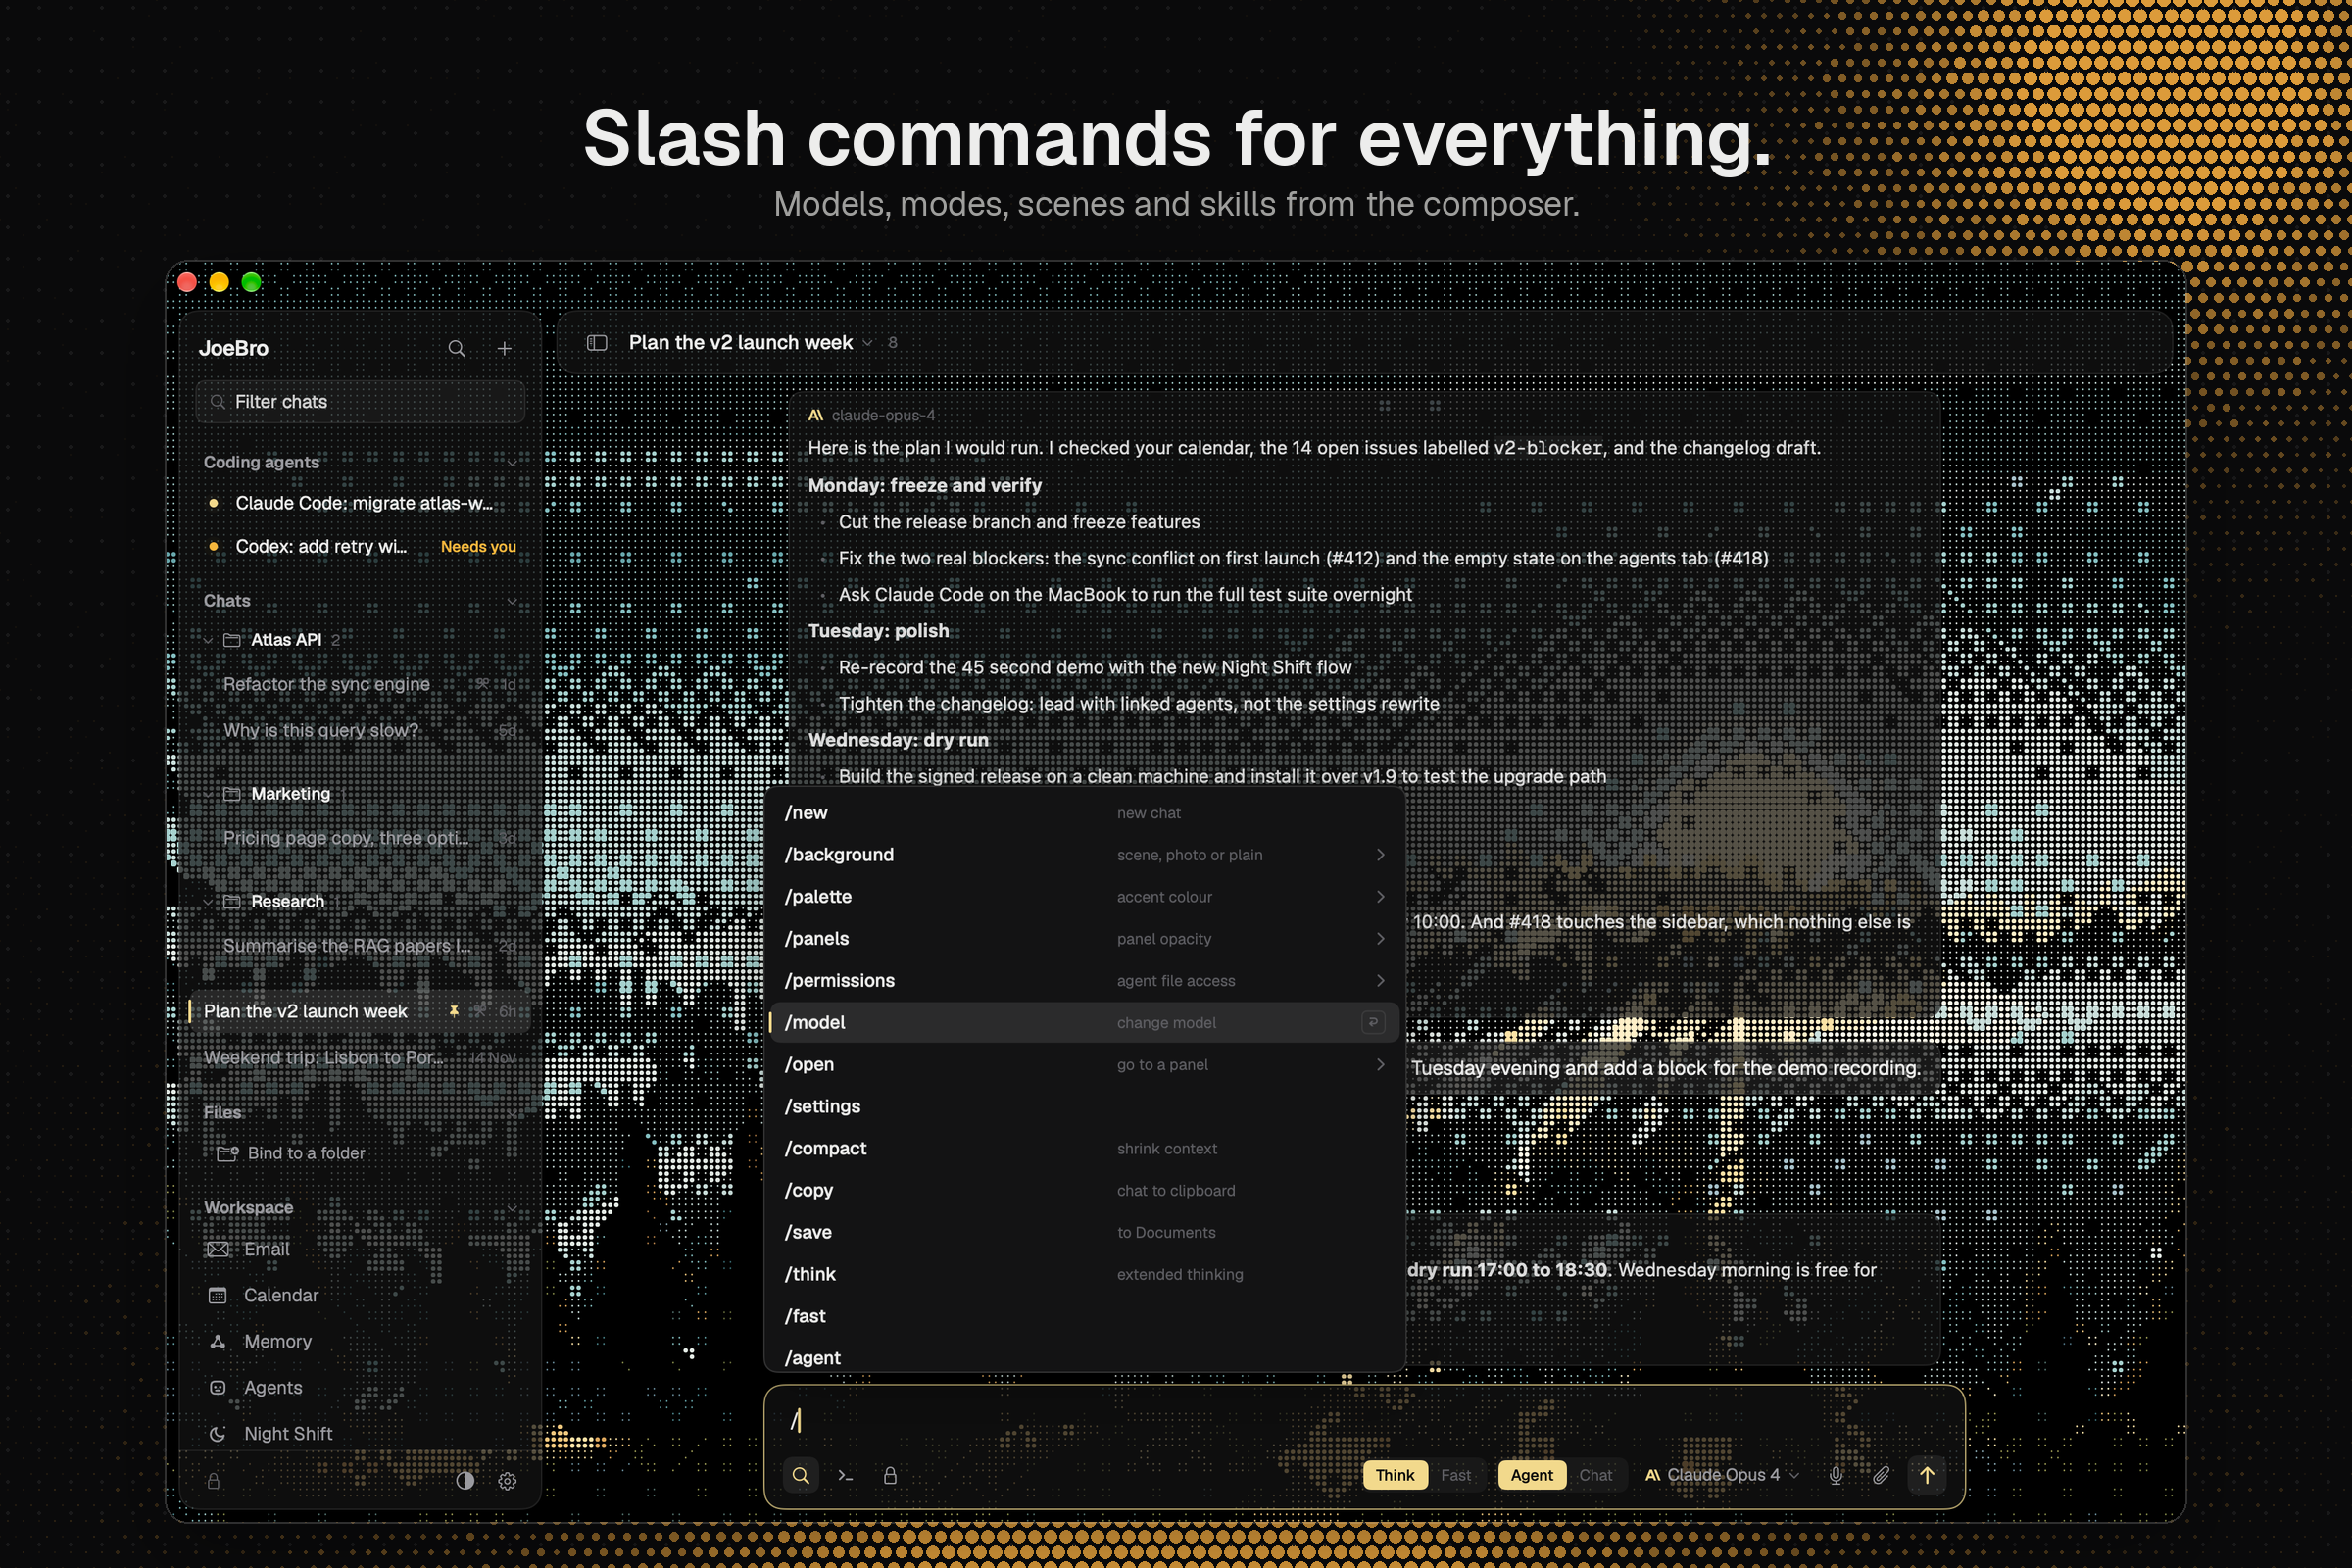 Slash commands for everything.
Models, modes, scenes and skills from the composer.
JoeBro
Filter chats
Coding agents
Claude Code: migrate atlas-w...
Codex: add retry wi... Needs you
Chats
Atlas API 2
Refactor the sync engine 1d
Why is this query slow? 5d
Marketing 1
Pricing page copy, three opti... 3d
Research
Summarise the RAG papers I... 2d
Plan the v2 launch week 6h
Weekend trip: Lisbon to Por... 14 Nov
Files
Bind to a folder
Workspace
Email
Calendar
Memory
Agents
Night Shift
Plan the v2 launch week 8
claude-opus-4
Here is the plan I would run. I checked your calendar, the 14 open issues labelled v2-blocker, and the changelog draft.
Monday: freeze and verify
Cut the release branch and freeze features
Fix the two real blockers: the sync conflict on first launch (#412) and the empty state on the agents tab (#418)
Ask Claude Code on the MacBook to run the full test suite overnight
Tuesday: polish
Re-record the 45 second demo with the new Night Shift flow
Tighten the changelog: lead with linked agents, not the settings rewrite
Wednesday: dry run
Build the signed release on a clean machine and install it over v1.9 to test the upgrade path
10:00. And #418 touches the sidebar, which nothing else is
Tuesday evening and add a block for the demo recording.
dry run 17:00 to 18:30. Wednesday morning is free for
/new new chat
/background scene, photo or plain
/palette accent colour
/panels panel opacity
/permissions agent file access
/model change model
/open go to a panel
/settings
/compact shrink context
/copy chat to clipboard
/save to Documents
/think extended thinking
/fast
/agent
/
Think Fast Agent Chat Claude Opus 4